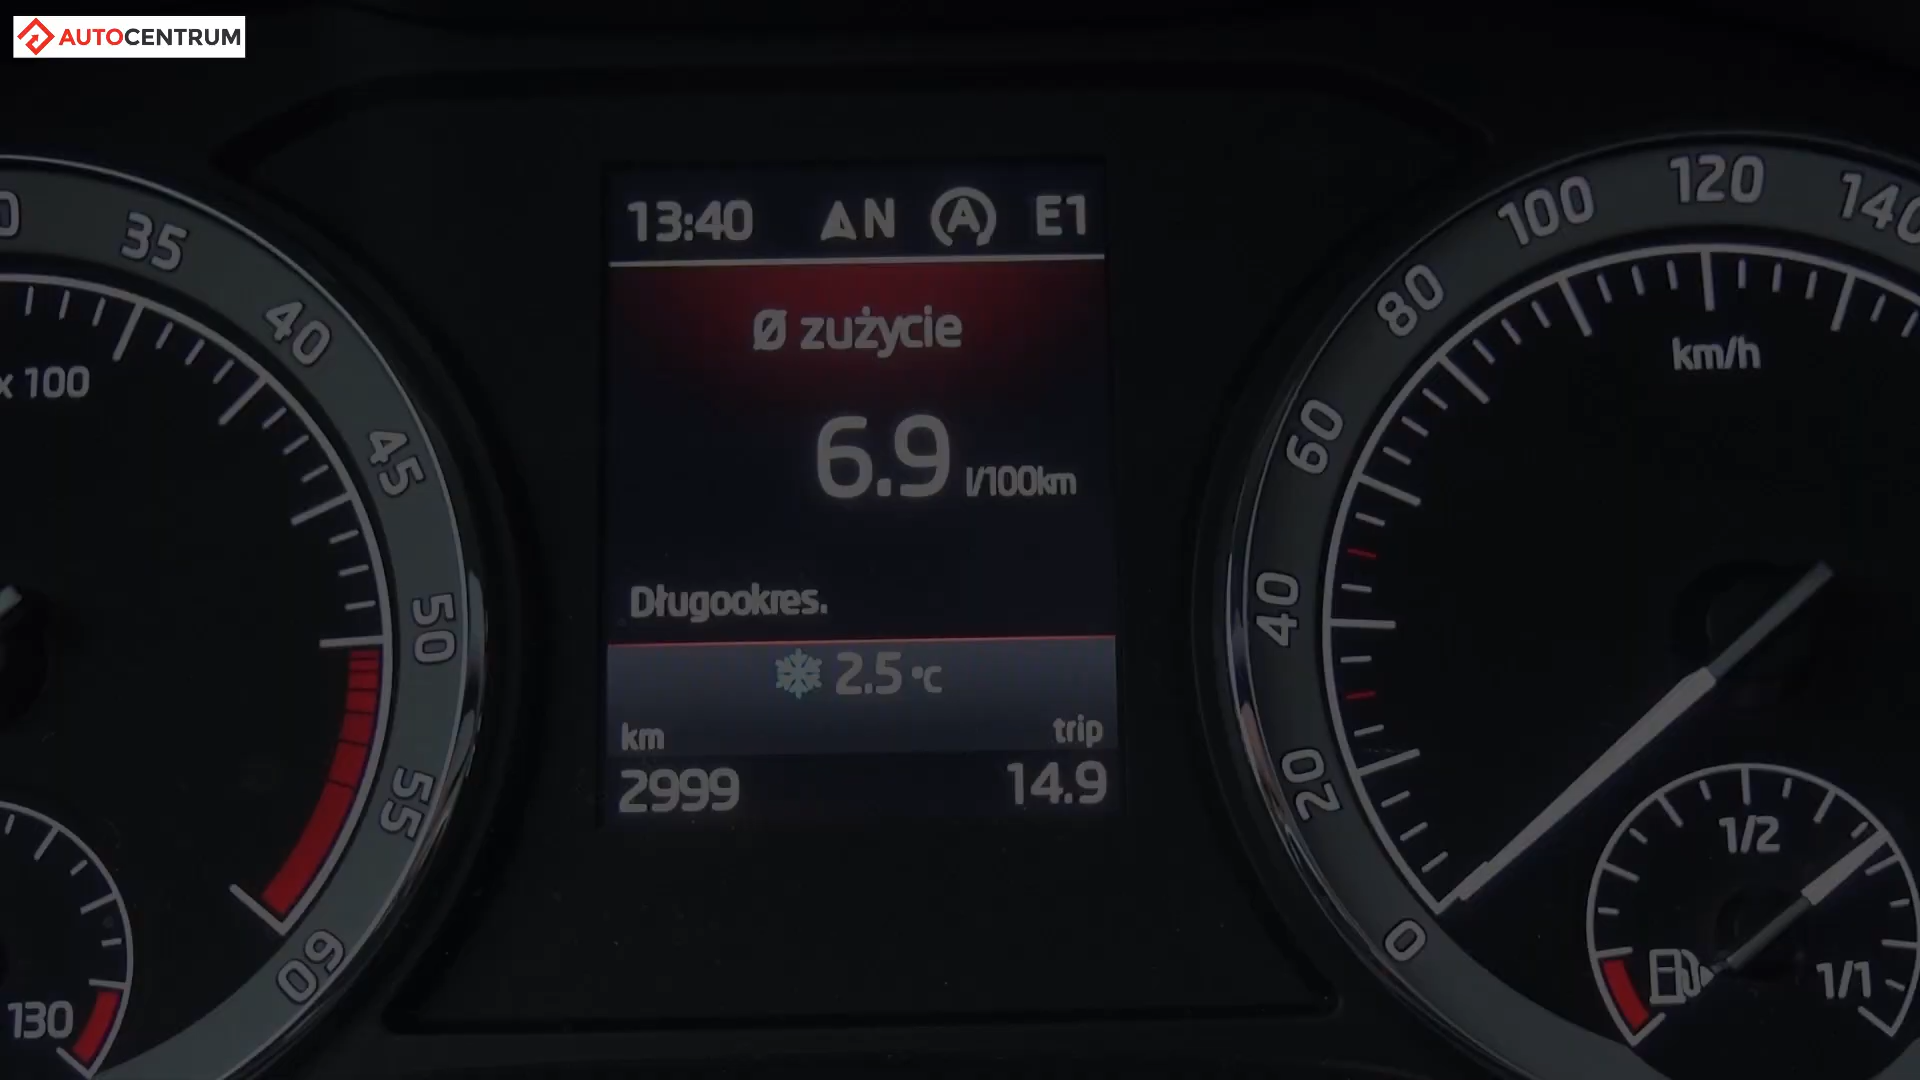 AUTOCENTRUM
13:40 N A E1
Ø zużycie
6.9 l/100km
Długookres.
2.5 °C
km trip
2999 14.9
35
40
x 100
45
50
55
60
130
0
20
40
60
80
100
120
140
km/h
1/2
1/1